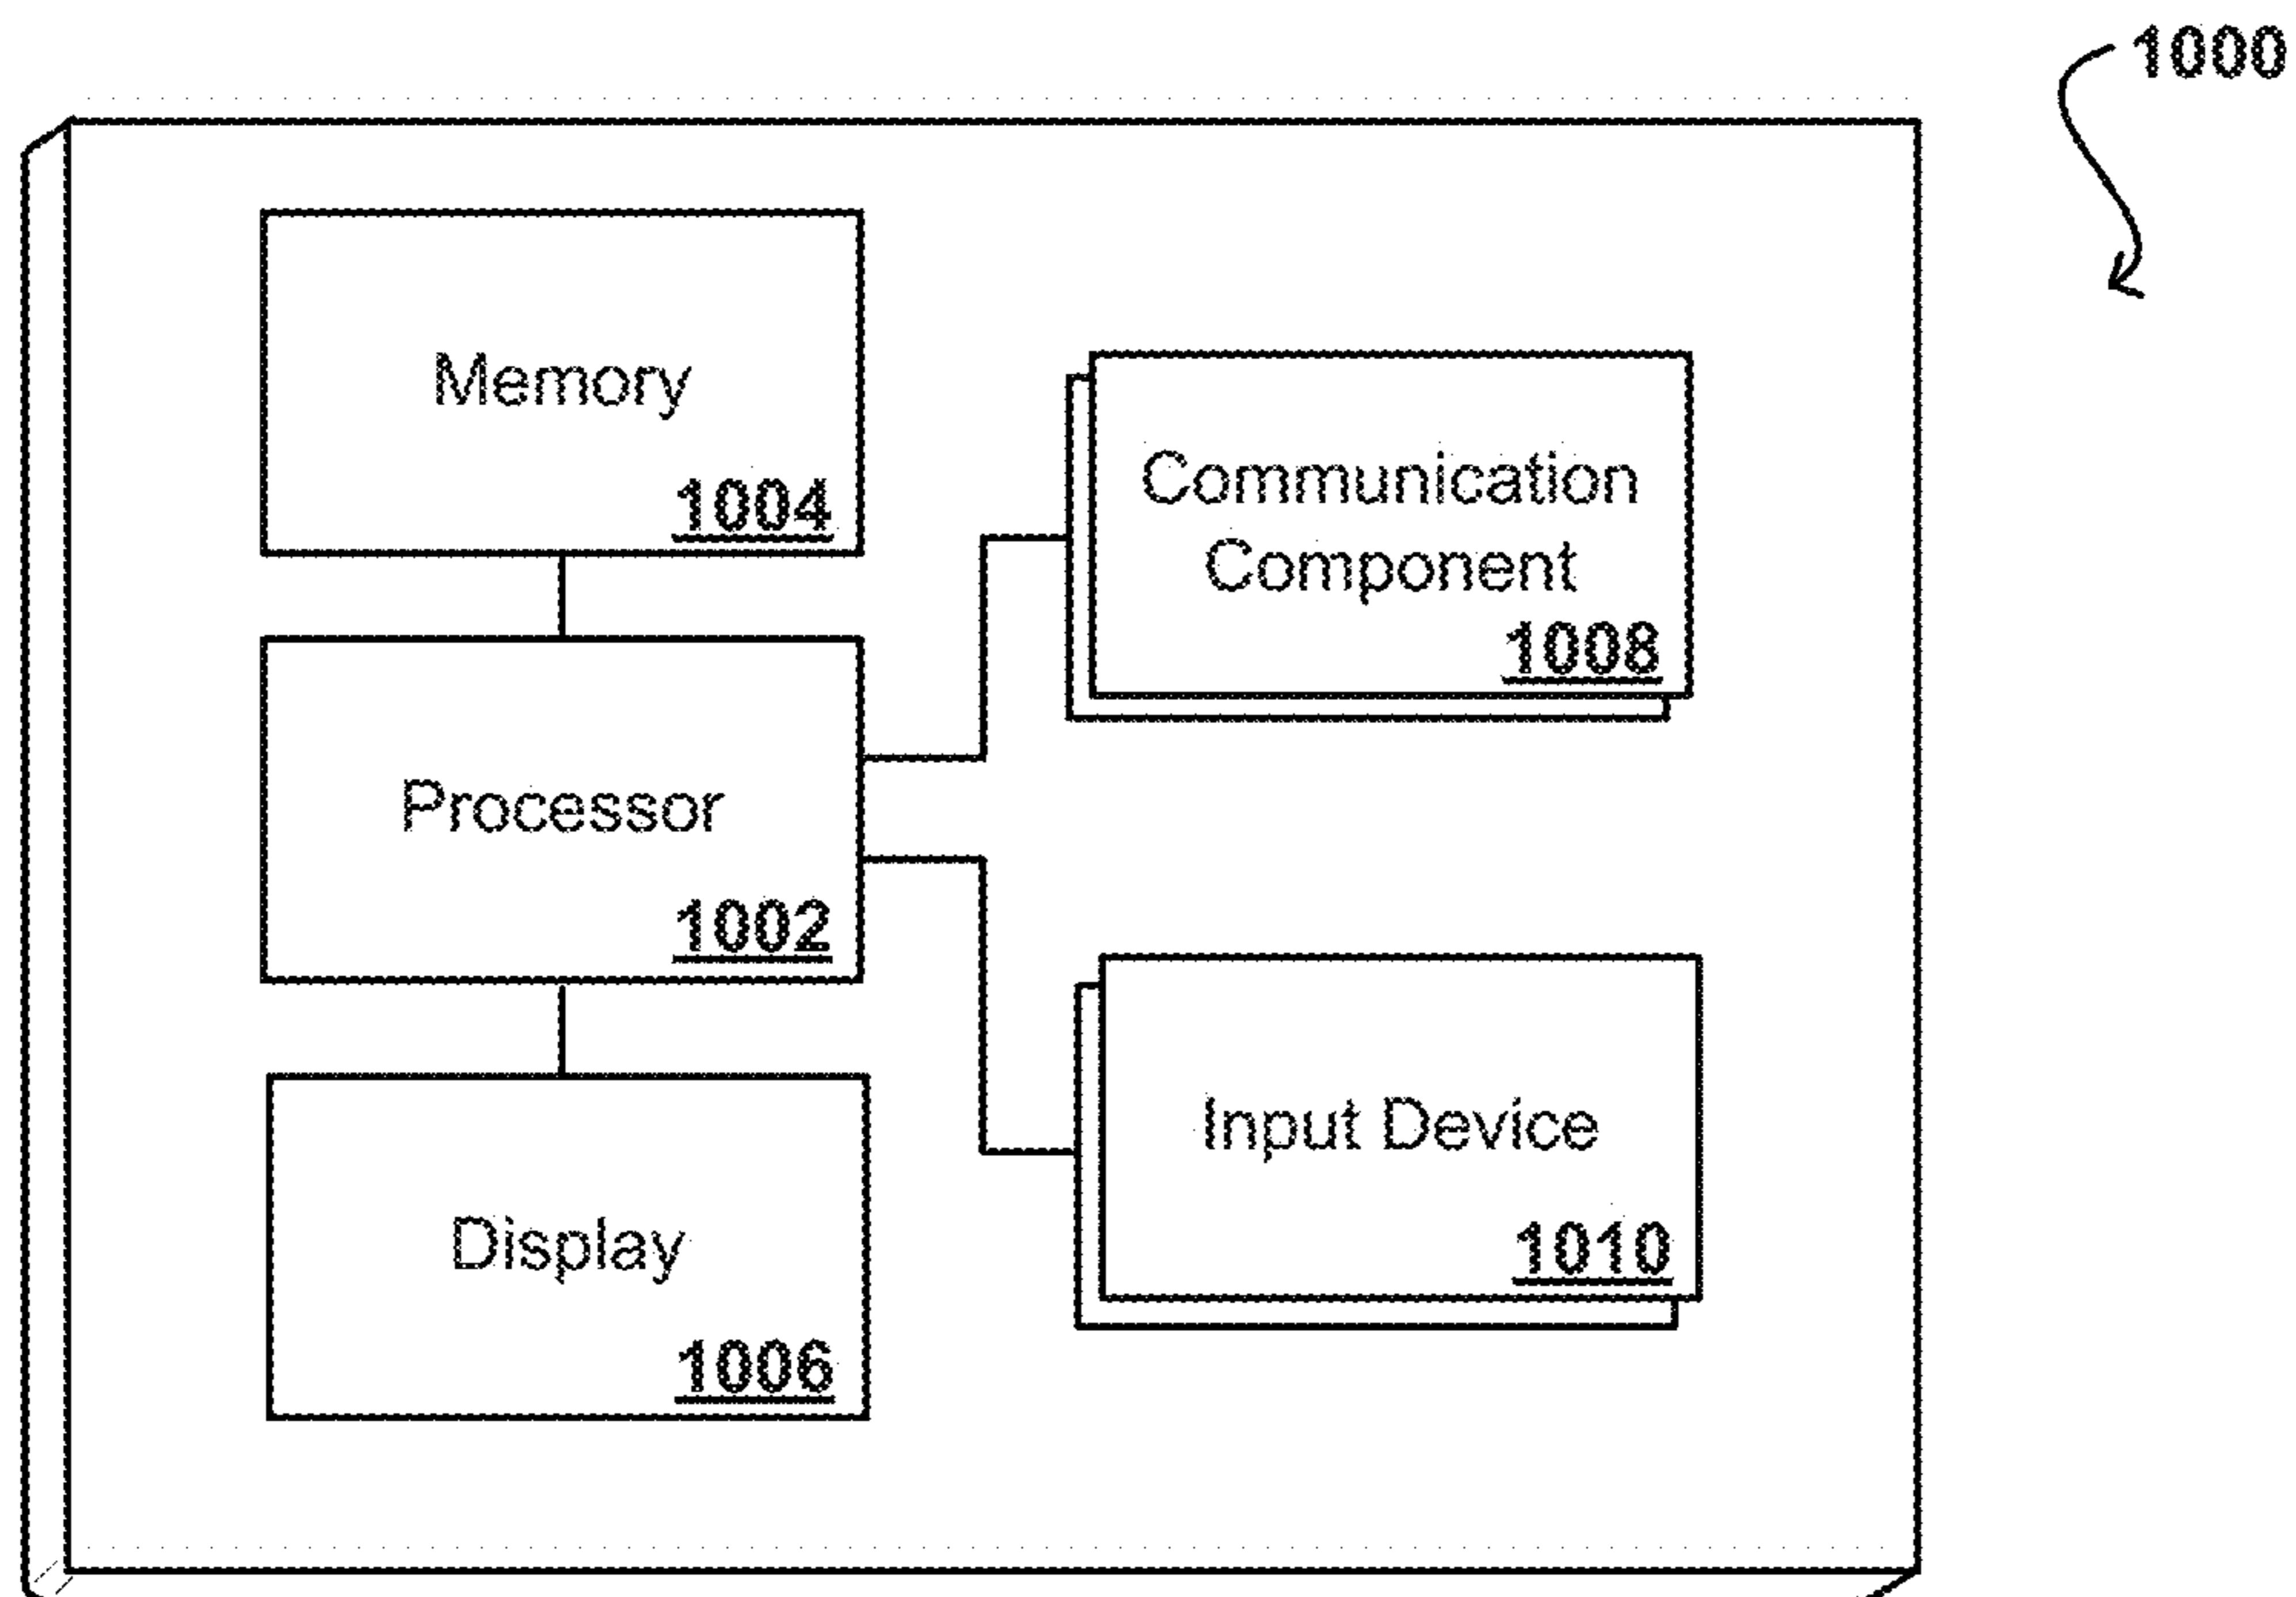 1000
Memory
1004
Communication
Component
1008
Processor
1002
Input Device
1010
Display
1006